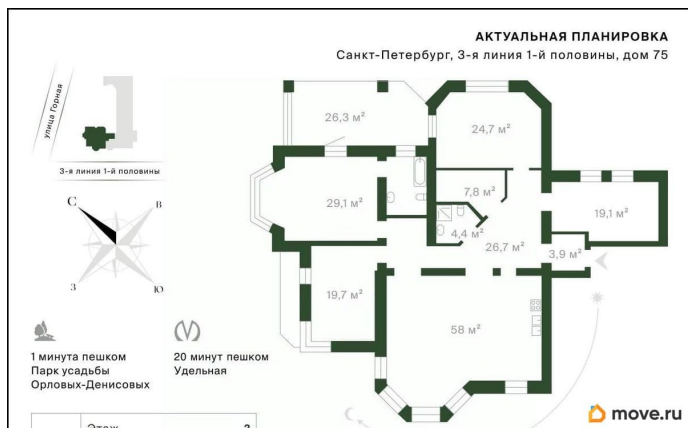 АКТУАЛЬНАЯ ПЛАНИРОВКА
Санкт-Петербург, 3-я линия 1-й половины, дом 75
улица Горная
3-я линия 1-й половины
С
В
З
Ю
26,3 м²
24,7 м²
29,1 м²
7,8 м²
19,1 м²
4,4 м²
26,7 м²
3,9 м²
19,7 м²
58 м²
1 минута пешком
Парк усадьбы
Орловых-Денисовых
20 минут пешком
Удельная
Этаж
move.ru